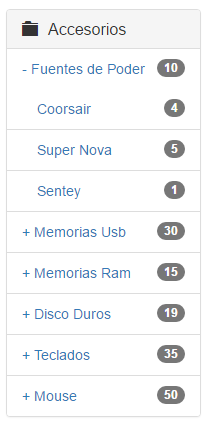 Accesorios
- Fuentes de Poder 10
Coorsair 4
Super Nova 5
Sentey 1
+ Memorias Usb 30
+ Memorias Ram 15
+ Disco Duros 19
+ Teclados 35
+ Mouse 50